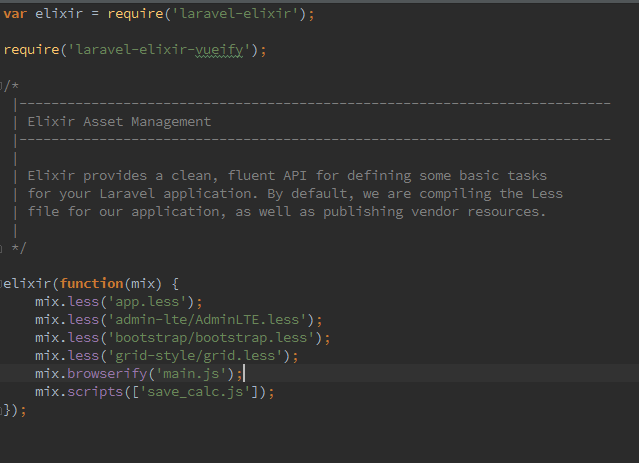 var elixir = require('laravel-elixir');
require('laravel-elixir-vueify');
/*
|--------------------------------------------------------------------------
| Elixir Asset Management
|--------------------------------------------------------------------------
|
| Elixir provides a clean, fluent API for defining some basic tasks
| for your Laravel application. By default, we are compiling the Less
| file for our application, as well as publishing vendor resources.
|
*/
elixir(function(mix) {
mix.less('app.less');
mix.less('admin-lte/AdminLTE.less');
mix.less('bootstrap/bootstrap.less');
mix.less('grid-style/grid.less');
mix.browserify('main.js');
mix.scripts(['save_calc.js']);
});